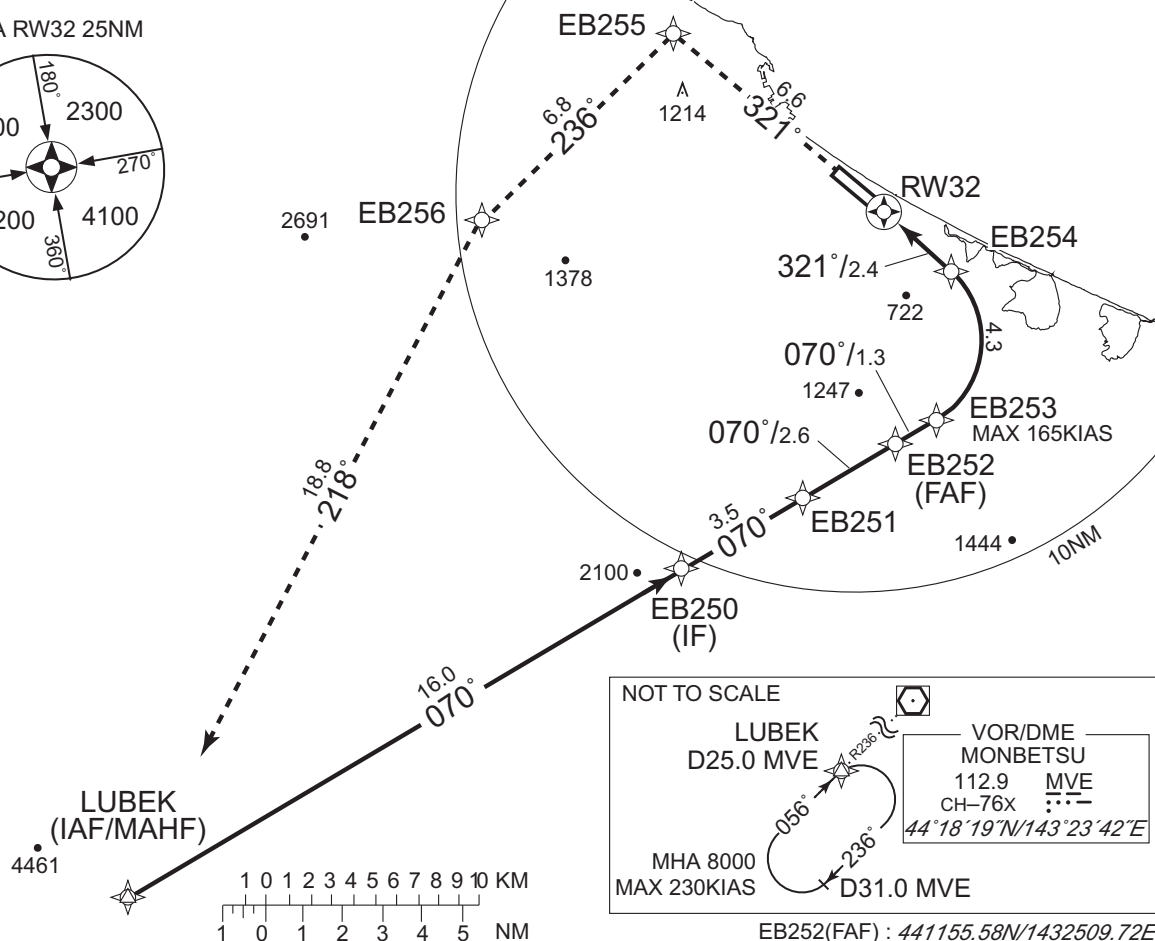 A RW32 25NM
180°
2300
00
270°
200
4100
360°
EB255
1214
6.8
236°
6.6
321°
RW32
EB256
2691
1378
EB254
321°/2.4
722
4.3
070°/1.3
1247
EB253
MAX 165KIAS
070°/2.6
EB252
(FAF)
EB251
18.8
218°
3.5
070°
1444
10NM
2100
EB250
(IF)
16.0
070°
LUBEK
(IAF/MAHF)
4461
1 0 1 2 3 4 5 6 7 8 9 10 KM
1 0 1 2 3 4 5 NM
NOT TO SCALE
LUBEK
D25.0 MVE
R236
VOR/DME
MONBETSU
112.9 MVE
CH–76X
44°18′19″N/143°23′42″E
056°
236°
MHA 8000
MAX 230KIAS
D31.0 MVE
EB252(FAF) : 441155.58N/1432509.72E